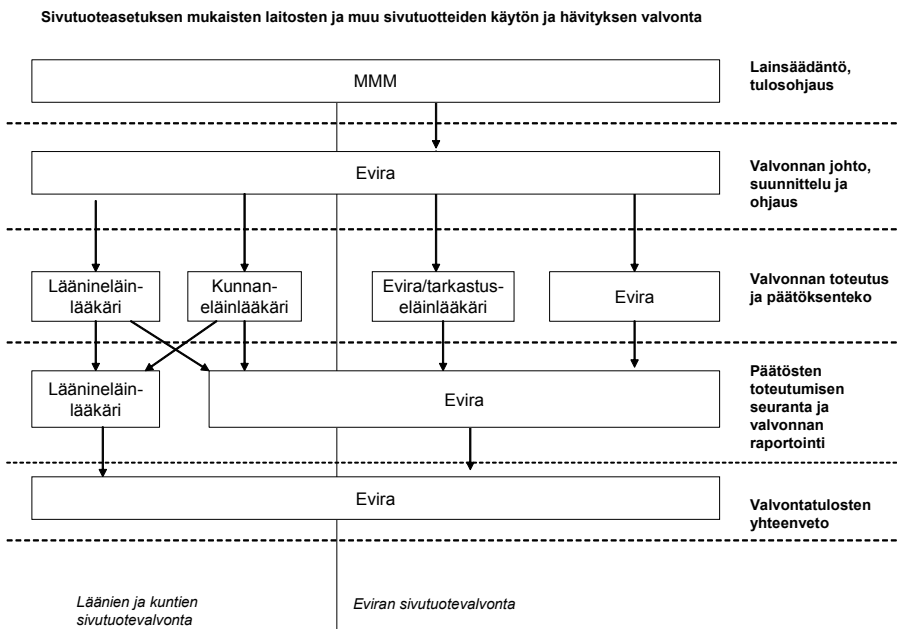 Sivutuoteasetuksen mukaisten laitosten ja muu sivutuotteiden käytön ja hävityksen valvonta
MMM
Lainsäädäntö,
tulosohjaus
Evira
Valvonnan johto,
suunnittelu ja
ohjaus
Läänineläin-
lääkäri
Kunnan-
eläinlääkäri
Evira/tarkastus-
eläinlääkäri
Evira
Valvonnan toteutus
ja päätöksenteko
Läänineläin-
lääkäri
Evira
Päätösten
toteutumisen
seuranta ja
valvonnan
raportointi
Evira
Valvontatulosten
yhteenveto
Läänien ja kuntien
sivutuotevalvonta
Eviran sivutuotevalvonta